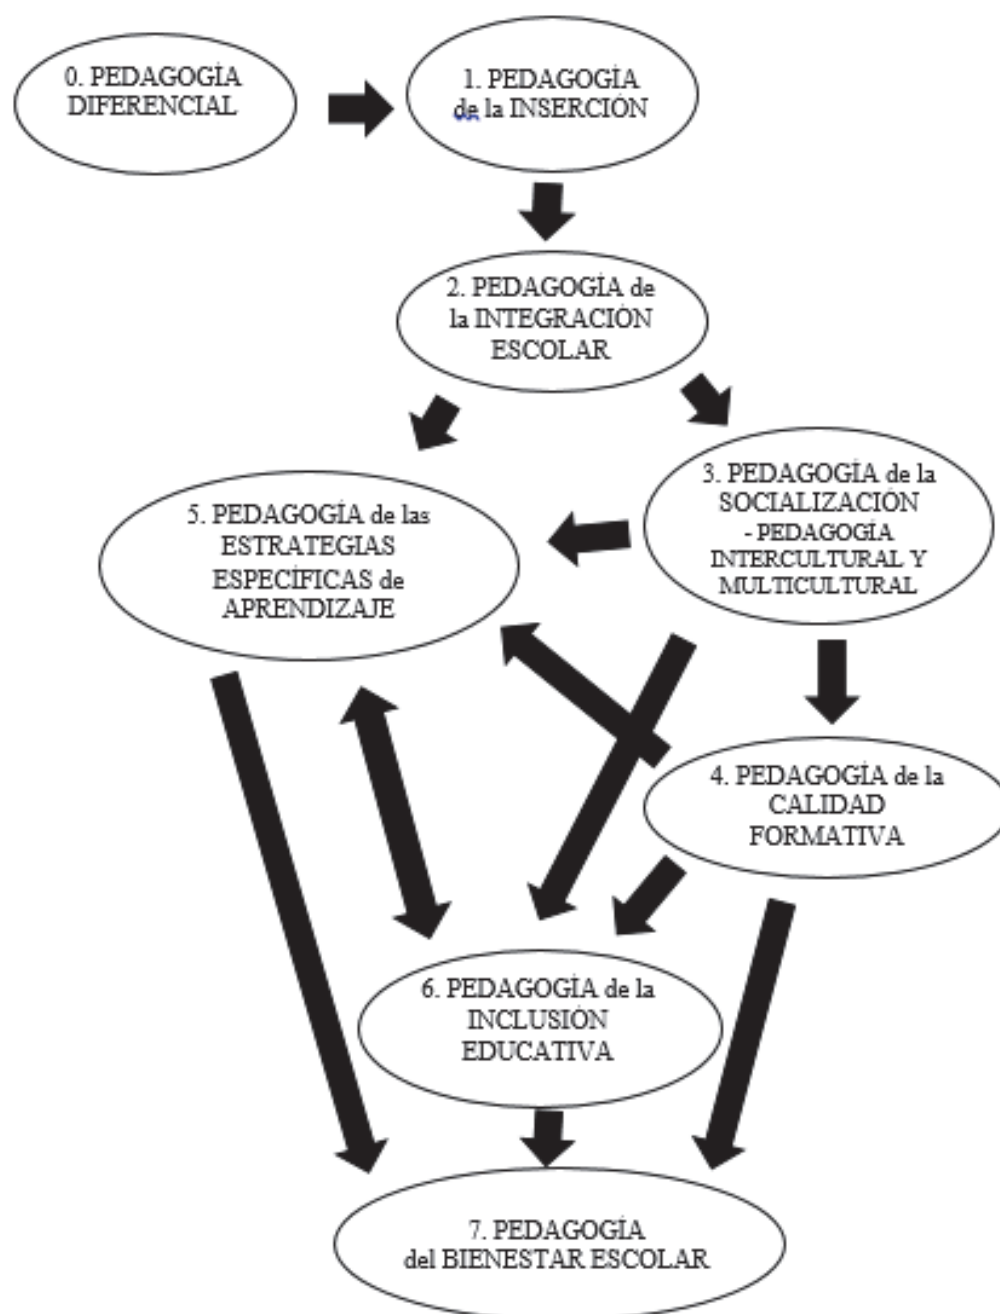 0. PEDAGOGÍA
DIFERENCIAL
1. PEDAGOGÍA
de la INSERCIÓN
2. PEDAGOGÍA de
la INTEGRACIÓN
ESCOLAR
3. PEDAGOGÍA de la
SOCIALIZACIÓN
- PEDAGOGÍA
INTERCULTURAL Y
MULTICULTURAL
5. PEDAGOGÍA de las
ESTRATEGIAS
ESPECÍFICAS de
APRENDIZAJE
4. PEDAGOGÍA de la
CALIDAD
FORMATIVA
6. PEDAGOGÍA de la
INCLUSIÓN
EDUCATIVA
7. PEDAGOGÍA
del BIENESTAR ESCOLAR